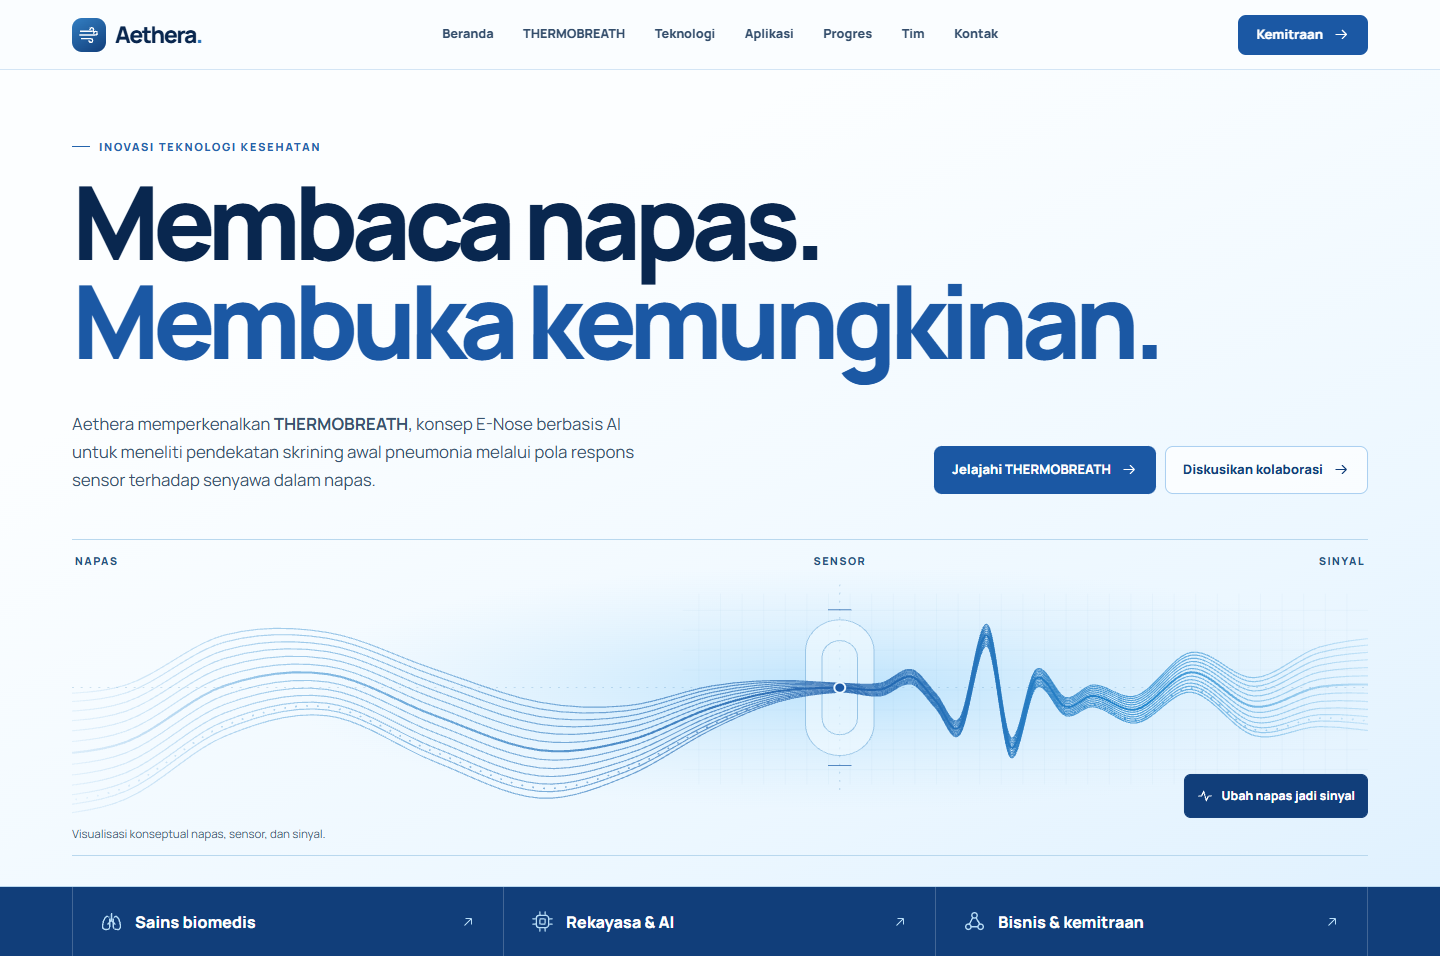 Aethera.
Beranda THERMOBREATH Teknologi Aplikasi Progres Tim Kontak
Kemitraan
INOVASI TEKNOLOGI KESEHATAN
Membaca napas.
Membuka kemungkinan.
Aethera memperkenalkan THERMOBREATH, konsep E-Nose berbasis AI
untuk meneliti pendekatan skrining awal pneumonia melalui pola respons
sensor terhadap senyawa dalam napas.
Jelajahi THERMOBREATH
Diskusikan kolaborasi
NAPAS SENSOR SINYAL
Ubah napas jadi sinyal
Visualisasi konseptual napas, sensor, dan sinyal.
Sains biomedis
Rekayasa & AI
Bisnis & kemitraan